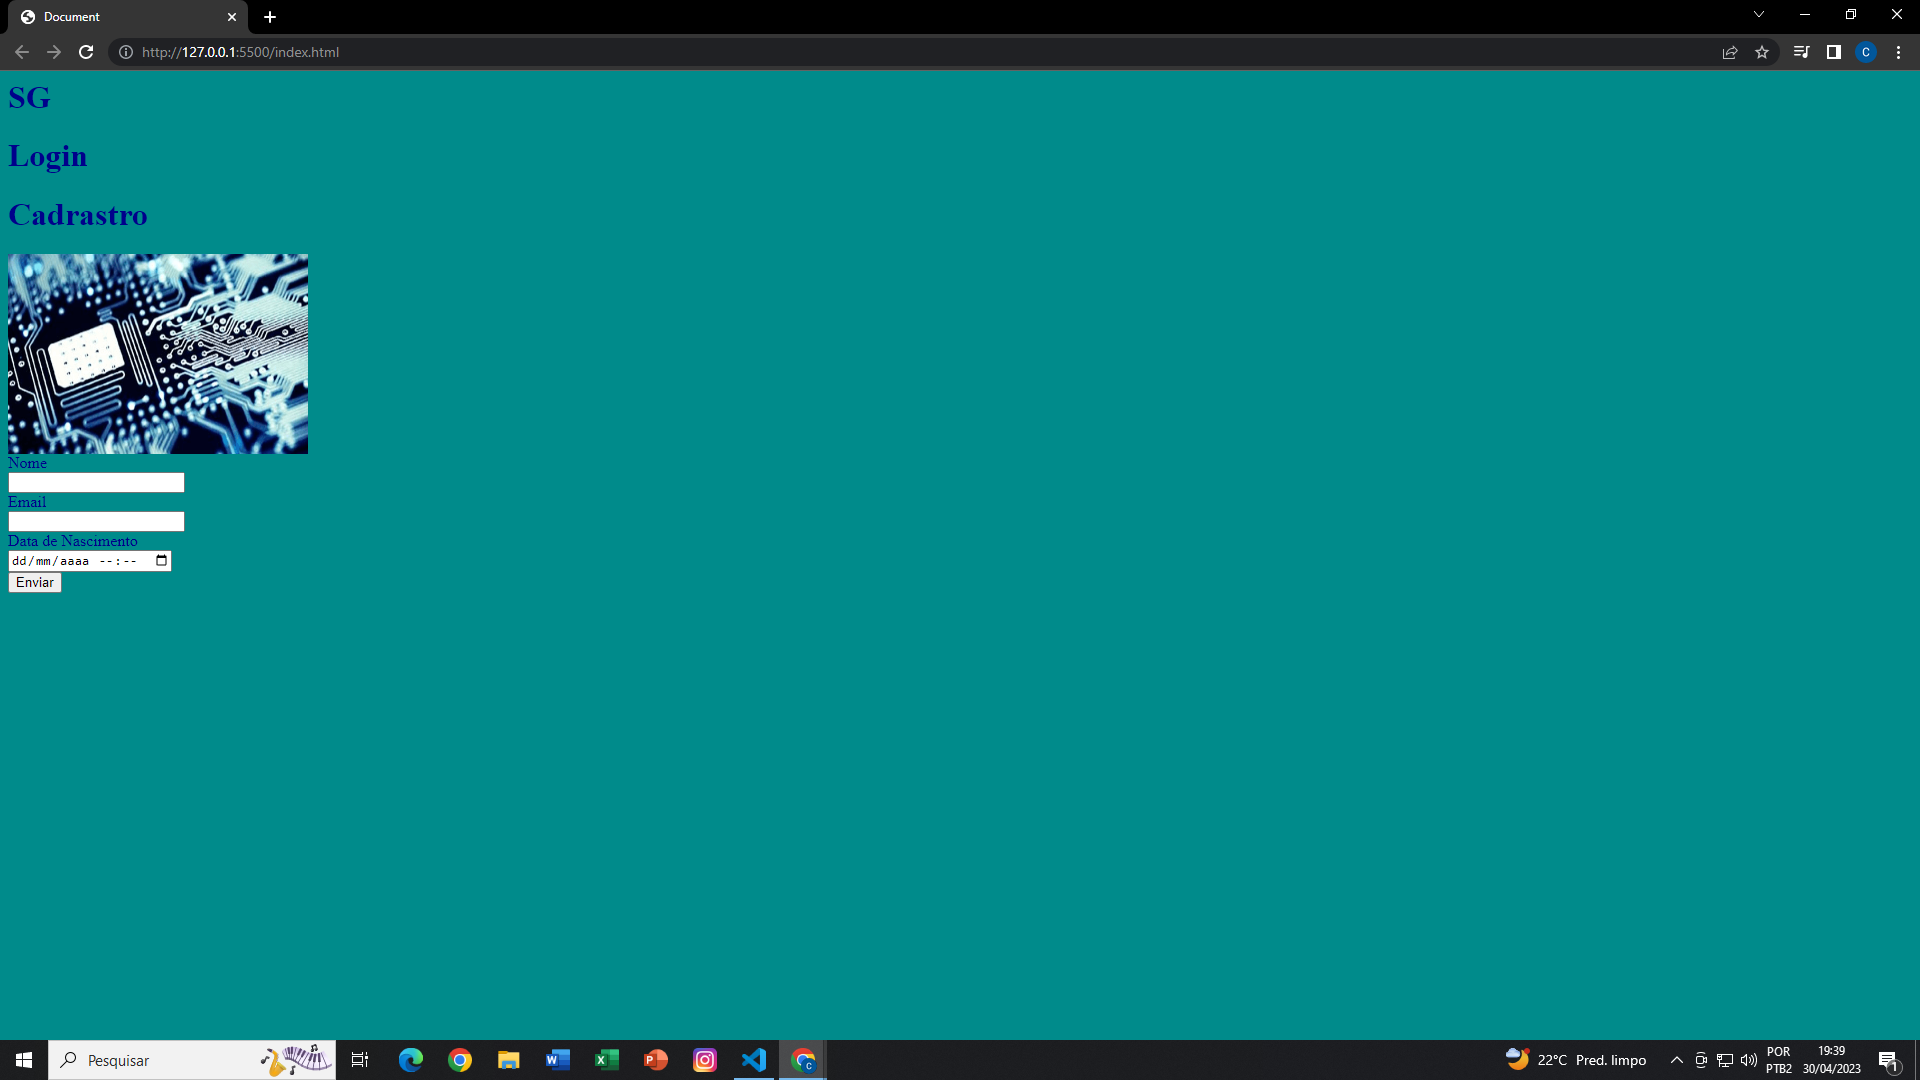 Document
http://127.0.0.1:5500/index.html
C
SG
Login
Cadrastro
Nome
Email
Data de Nascimento
dd/mm/aaaa --:--
Enviar
Pesquisar
W
X
P
C
22°C Pred. limpo
POR
PTB2
19:39
30/04/2023
1